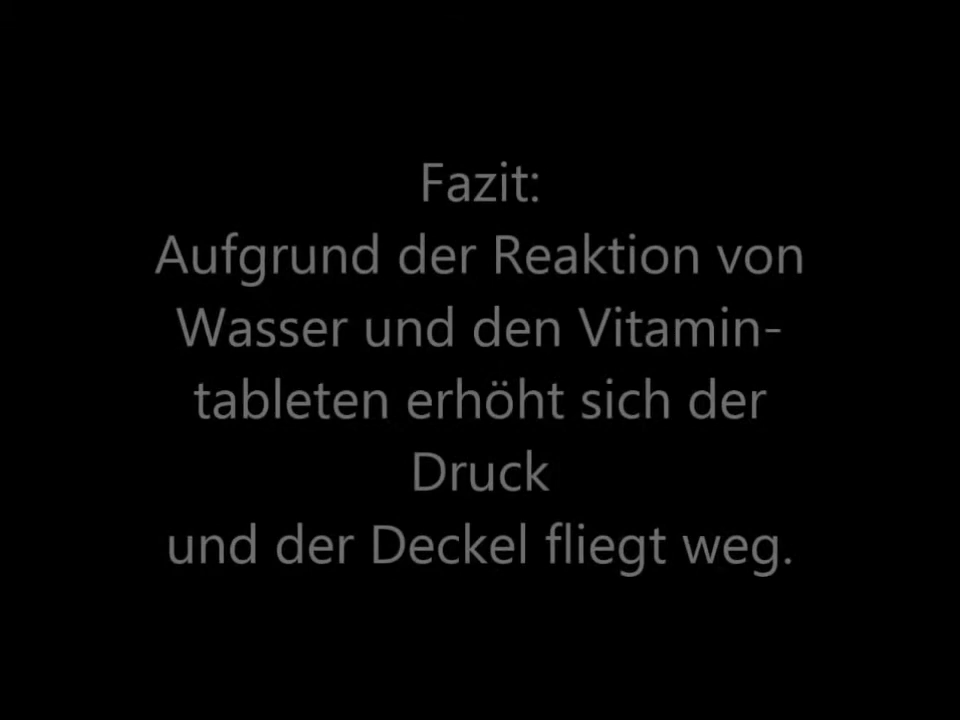 Fazit:
Aufgrund der Reaktion von
Wasser und den Vitamin-
tableten erhöht sich der
Druck
und der Deckel fliegt weg.